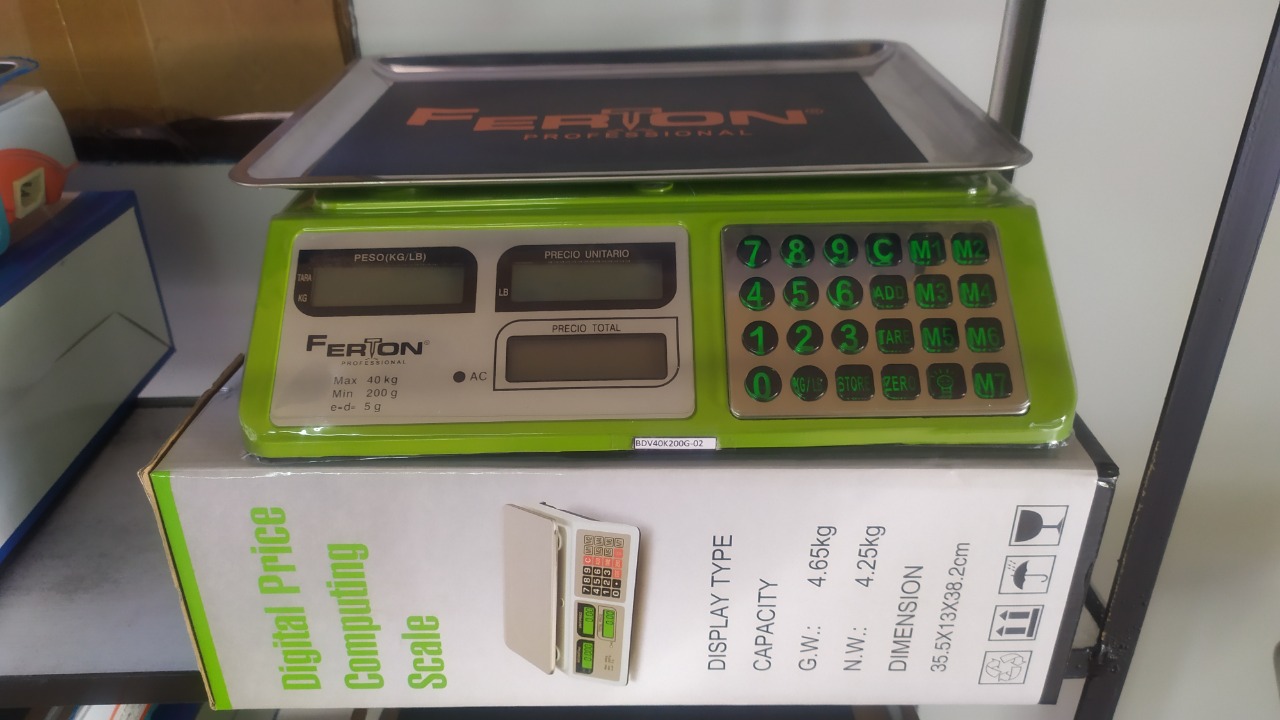 FERTON®
PROFESSIONAL
PESO(KG/LB)
TARA
KG
PRECIO UNITARIO
LB
PRECIO TOTAL
FERTON®
PROFESSIONAL
Max 40 kg
Min 200 g
e=d= 5 g
AC
7 8 9 C M1 M2
4 5 6 ADD M3 M4
1 2 3 TARE M5 M6
0 KG/LB STORE ZERO M7
BDV40K200G-02
Digital Price
Computing
Scale
DISPLAY TYPE
CAPACITY
G.W.: 4.65kg
N.W.: 4.25kg
DIMENSION
35.5X13X38.2cm